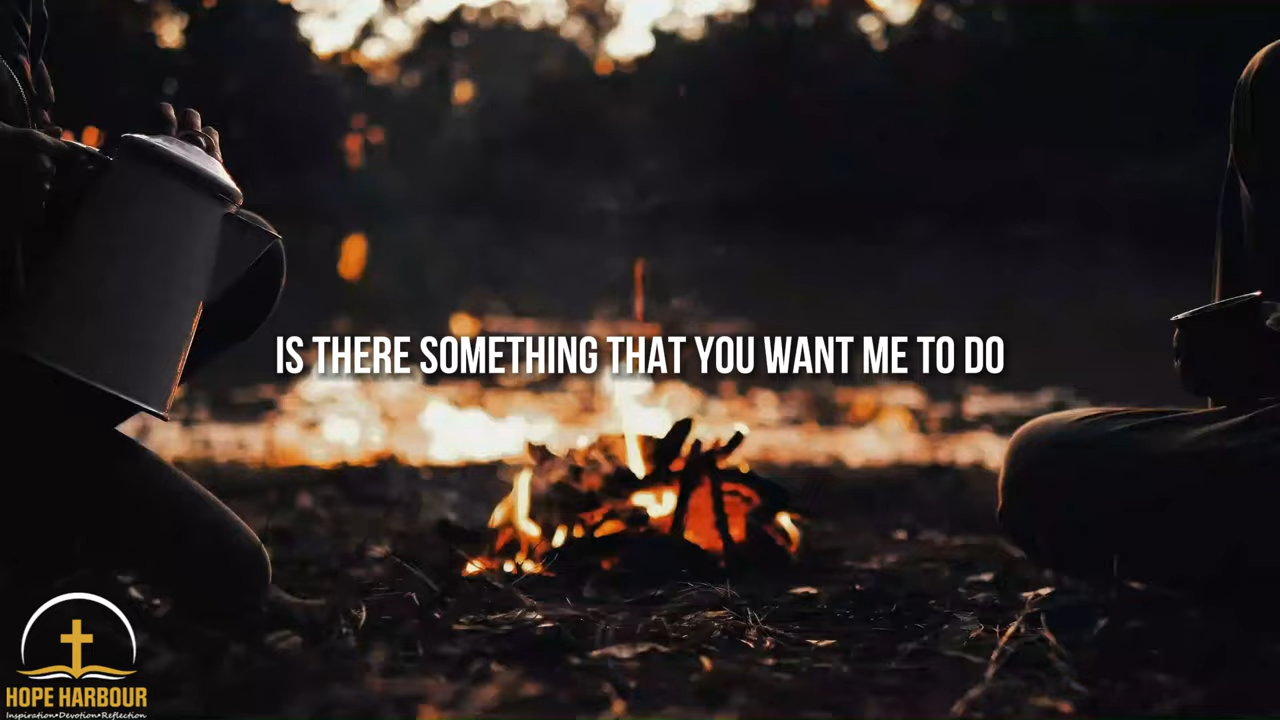 IS THERE SOMETHING THAT YOU WANT ME TO DO
HOPE HARBOUR
Inspiration•Devotion•Reflection